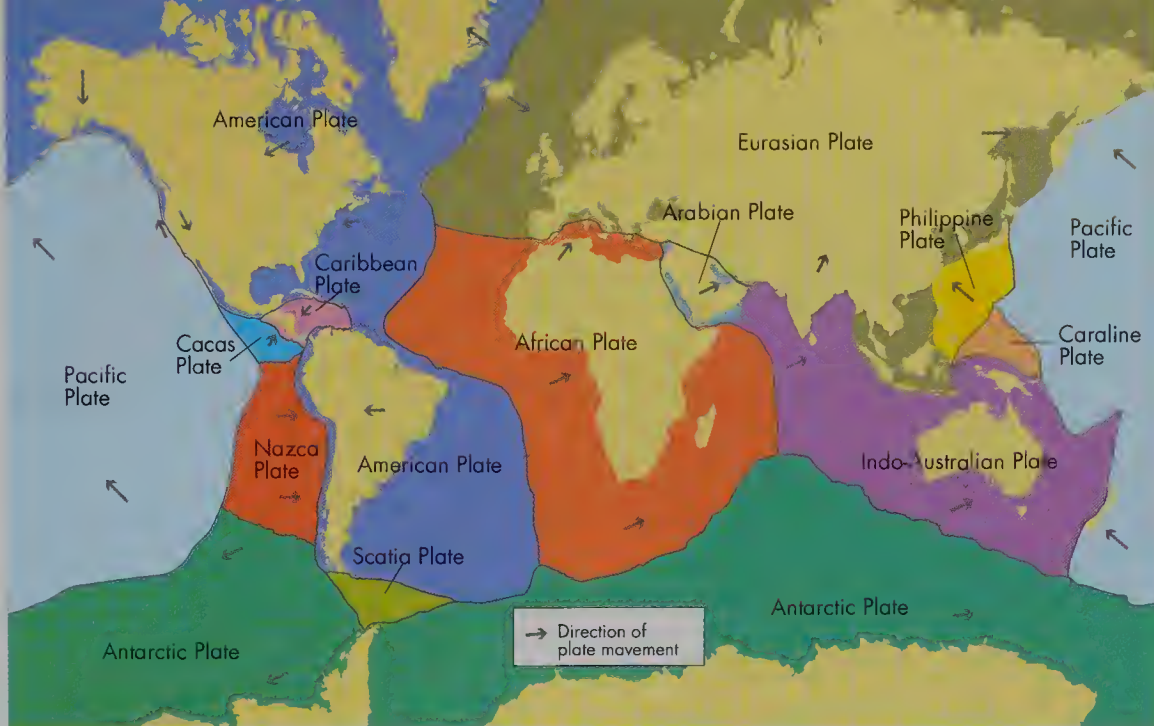 American Plate
Eurasian Plate
Arabian Plate
Philippine
Plate
Pacific
Plate
Caribbean
Plate
Cacas
Plate
African Plate
Caraline
Plate
Pacific
Plate
Nazca
Plate
American Plate
Indo-Australian Plate
Scatia Plate
Antarctic Plate
Direction of
plate movement
Antarctic Plate